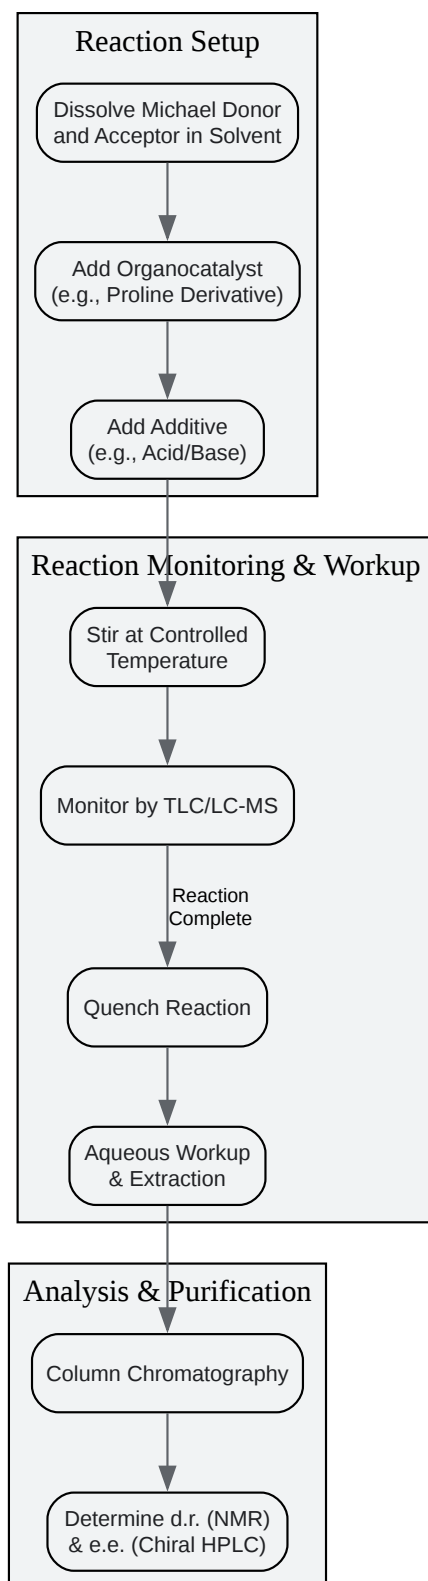 Reaction Setup
Dissolve Michael Donor
and Acceptor in Solvent
Add Organocatalyst
(e.g., Proline Derivative)
Add Additive
(e.g., Acid/Base)
Reaction Monitoring & Workup
Stir at Controlled
Temperature
Monitor by TLC/LC-MS
Reaction
Complete
Quench Reaction
Aqueous Workup
& Extraction
Analysis & Purification
Column Chromatography
Determine d.r. (NMR)
& e.e. (Chiral HPLC)